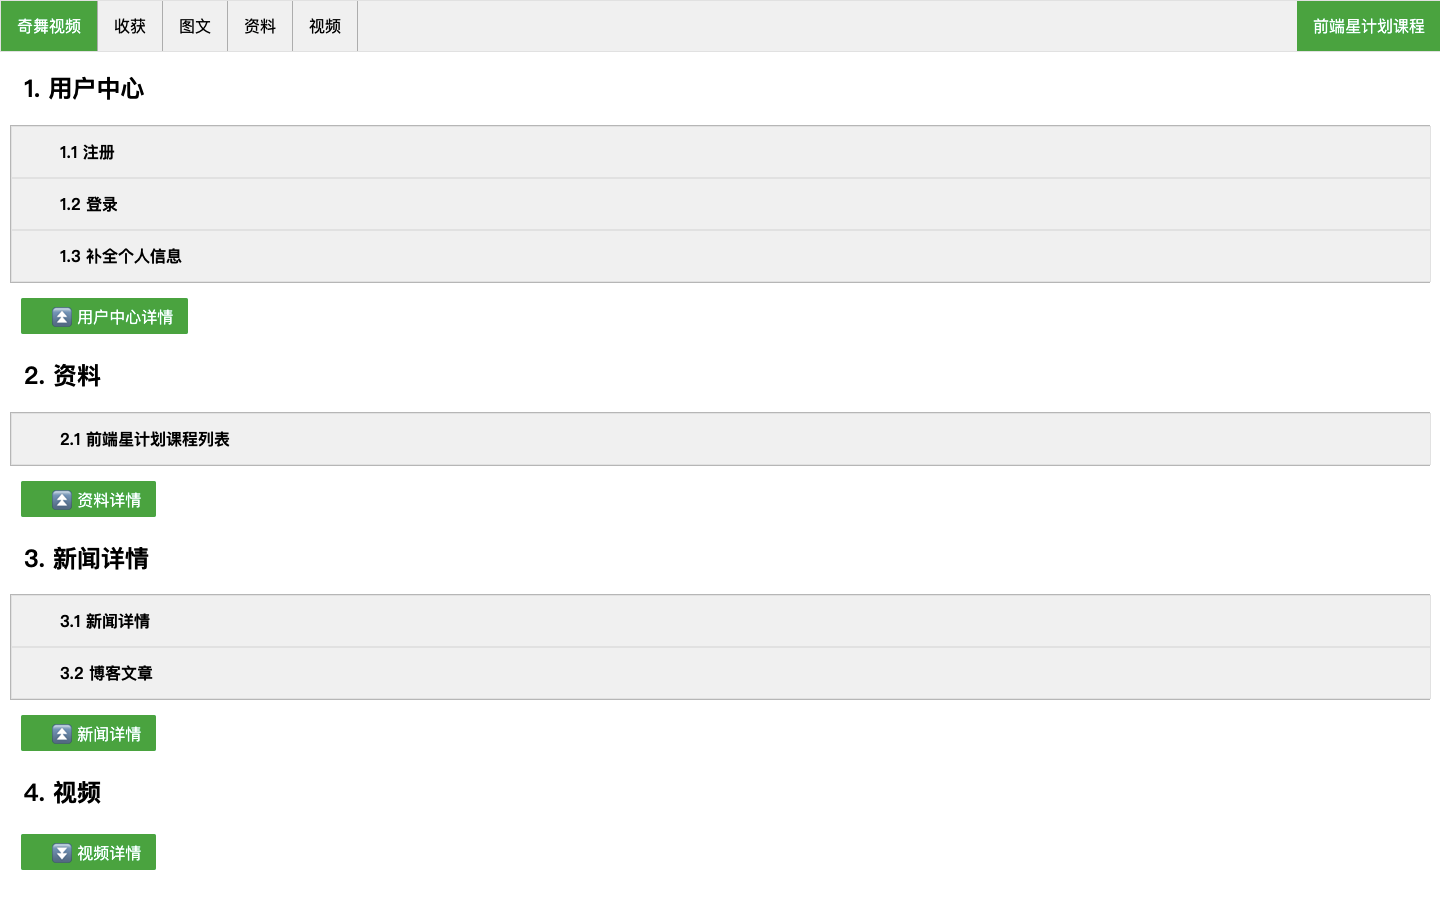 奇舞视频 收获 图文 资料 视频 前端星计划课程
1. 用户中心
1.1 注册
1.2 登录
1.3 补全个人信息
⏫ 用户中心详情
2. 资料
2.1 前端星计划课程列表
⏫ 资料详情
3. 新闻详情
3.1 新闻详情
3.2 博客文章
⏫ 新闻详情
4. 视频
⏬ 视频详情